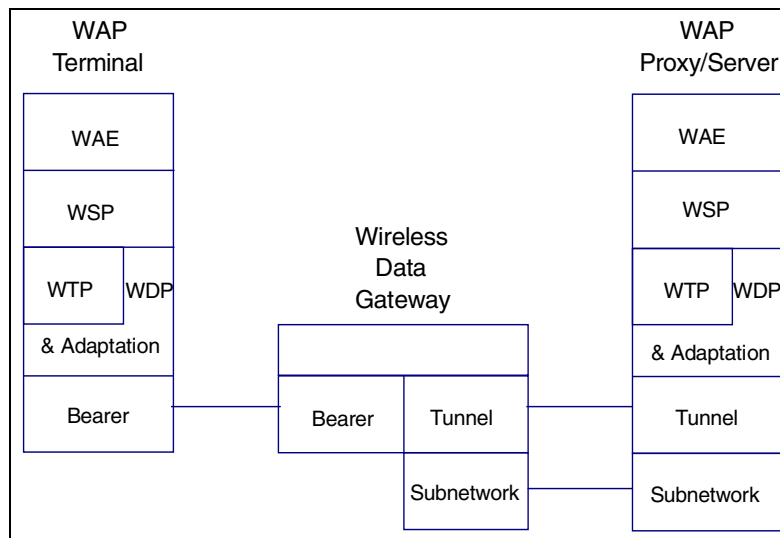 WAP
Terminal
WAE
WSP
WTP WDP
& Adaptation
Bearer
Wireless
Data
Gateway
Bearer Tunnel
Subnetwork
WAP
Proxy/Server
WAE
WSP
WTP WDP
& Adaptation
Tunnel
Subnetwork